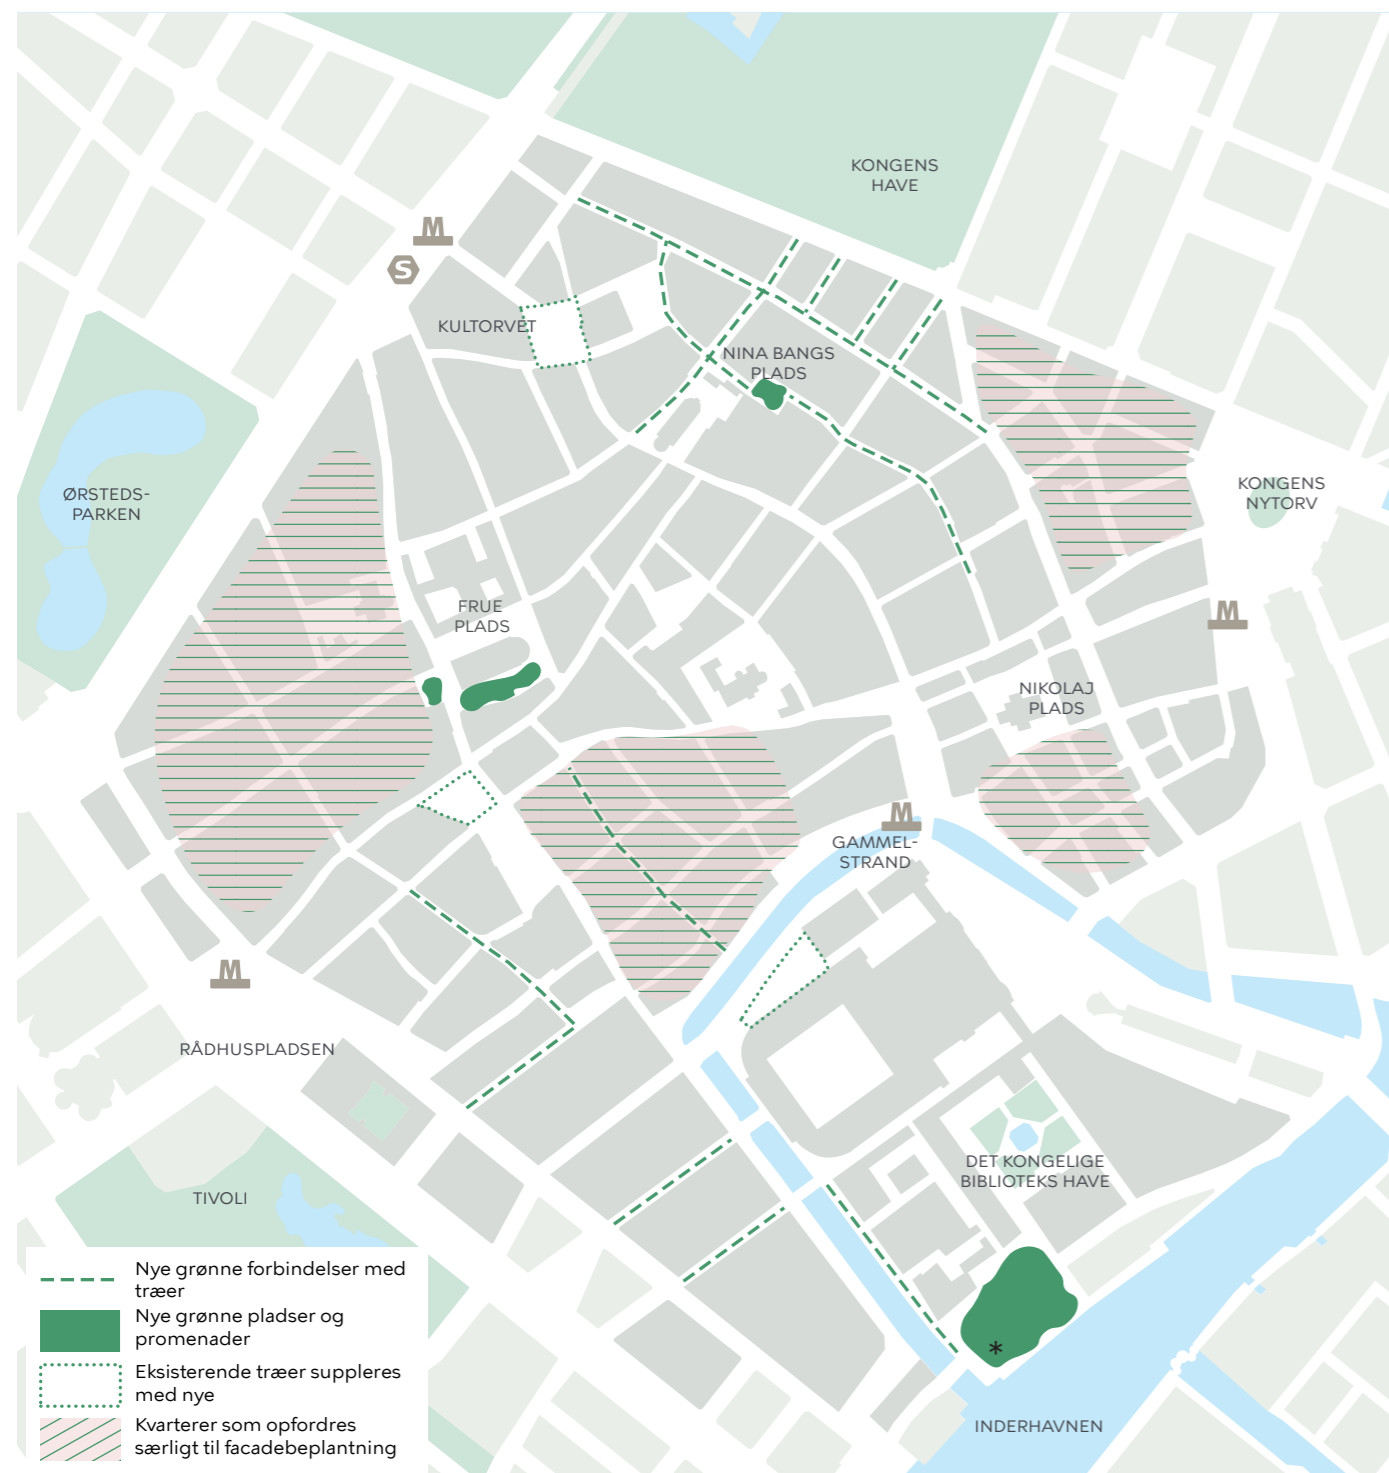 KONGENS
HAVE
M
S
KULTORVET
NINA BANGS
PLADS
ØRSTEDS-
PARKEN
KONGENS
NYTORV
FRUE
PLADS
M
NIKOLAJ
PLADS
M
GAMMEL-
STRAND
M
RÅDHUSPLADSEN
DET KONGELIGE
BIBLIOTEKS HAVE
TIVOLI
Nye grønne forbindelser med
træer
Nye grønne pladser og
promenader
Eksisterende træer suppleres
med nye
Kvarterer som opfordres
særligt til facadebeplantning
*
INDERHAVNEN